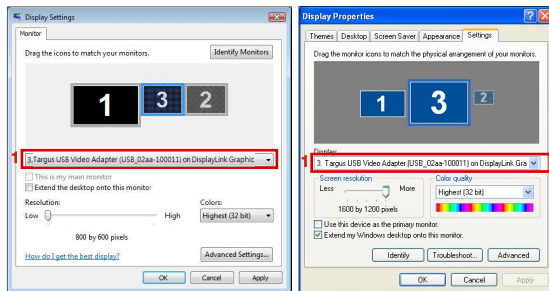 Display Settings
Monitor
Drag the icons to match your monitors.
Identify Monitors
1 3 2
1
3.Targus USB Video Adapter (USB_02aa-100011) on DisplayLink Graphic
This is my main monitor
Extend the desktop onto this monitor
Resolution:
Colors:
Low High Highest (32 bit)
800 by 600 pixels
How do I get the best display?
Advanced Settings...
OK Cancel Apply
Display Properties
Themes Desktop Screen Saver Appearance Settings
Drag the monitor icons to match the physical arrangement of your monitors.
1 3 2
Display:
1
3. Targus USB Video Adapter (USB_02aa-100011) on DisplayLink Gra
Screen resolution
Color quality
Less More
Highest (32 bit)
1600 by 1200 pixels
Use this device as the primary monitor.
Extend my Windows desktop onto this monitor.
Identify Troubleshoot... Advanced
OK Cancel Apply